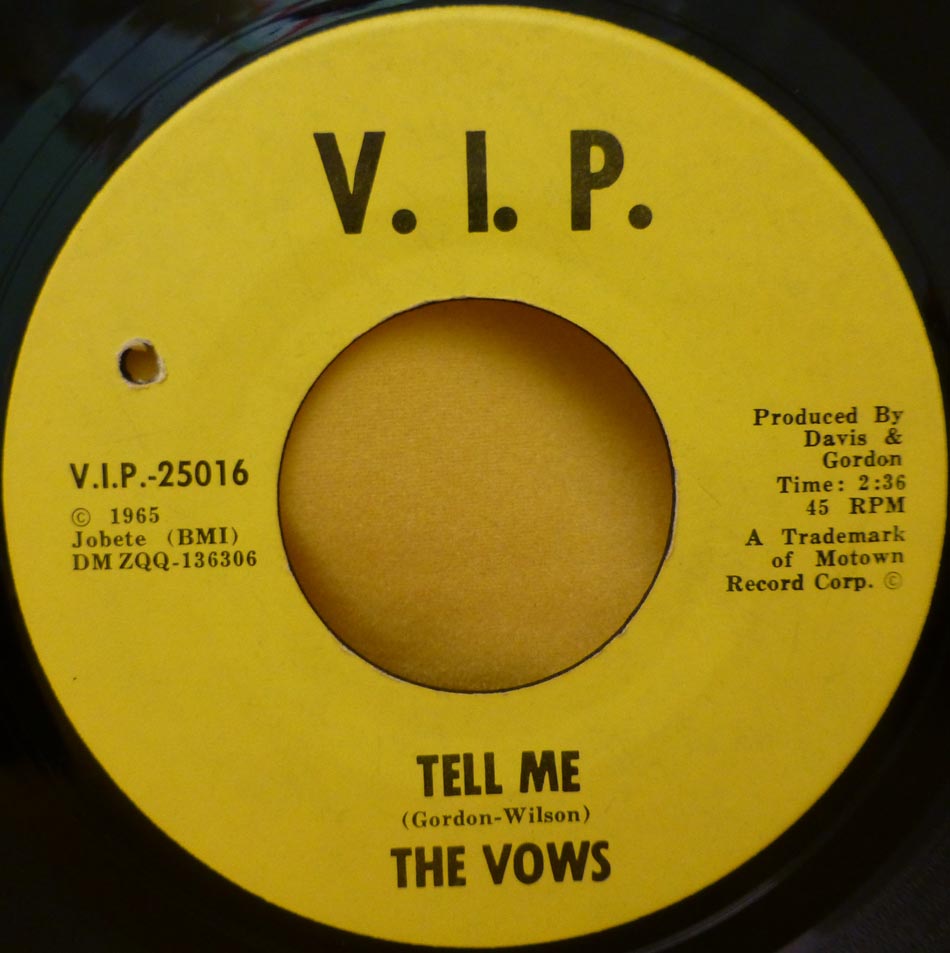 V. I. P.
V.I.P.-25016
© 1965
Jobete (BMI)
DM ZQQ-136306
Produced By
Davis &
Gordon
Time: 2:36
45 RPM
A Trademark
of Motown
Record Corp. ©
TELL ME
(Gordon-Wilson)
THE VOWS